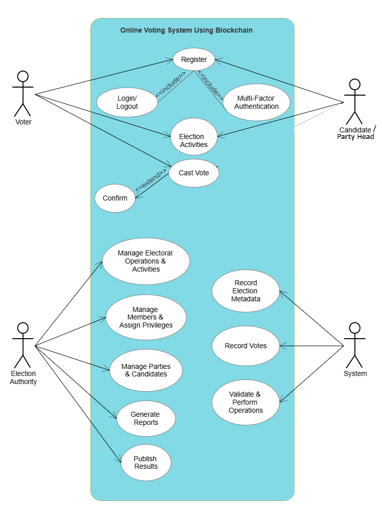 Online Voting System Using Blockchain
Register
<<include>>
<<include>>
Login/
Logout
Multi-Factor
Authentication
Voter
Candidate /
Party Head
Election
Activities
Cast Vote
<<extend>>
Confirm
Manage Electoral
Operations &
Activities
Record
Election
Metadata
Manage
Members &
Assign Privileges
Record Votes
Election
Authority
System
Manage Parties
& Candidates
Validate &
Perform
Operations
Generate
Reports
Publish
Results